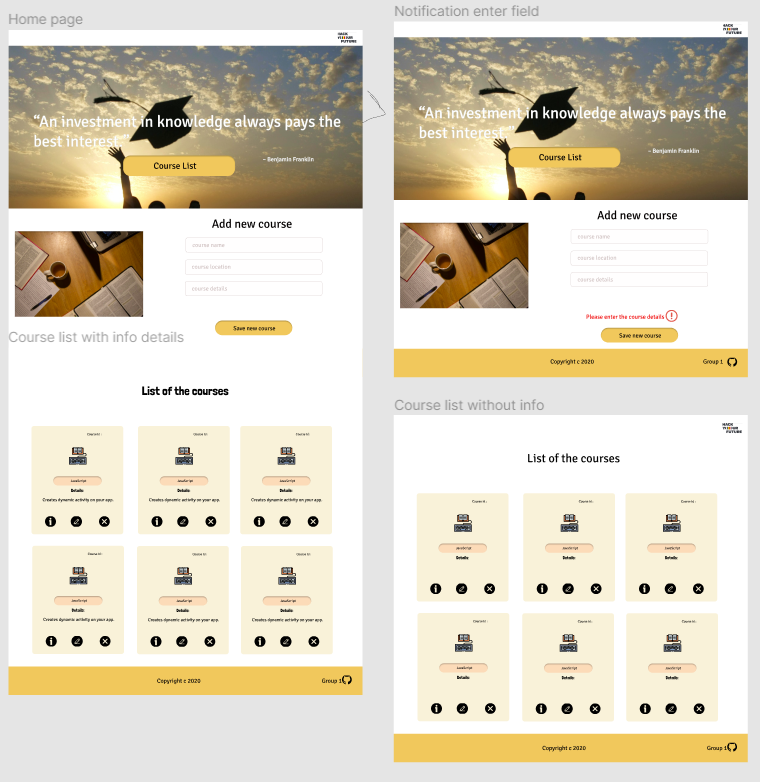 Home page
HACK
YOUR
FUTURE
“An investment in knowledge always pays the
best interest.”
Course List
– Benjamin Franklin
Add new course
course name
course location
course details
Save new course
Course list with info details
List of the courses
Course Id :
Course Id:
Course Id:
JavaScript
JavaScript
JavaScript
Details:
Details:
Details:
Creates dynamic activity on your app.
Creates dynamic activity on your app.
Creates dynamic activity on your app.
Course Id:
Course Id:
Course Id:
JavaScript
JavaScript
JavaScript
Details:
Details:
Details:
Creates dynamic activity on your app.
Creates dynamic activity on your app.
Creates dynamic activity on your app.
Copyright c 2020
Group 1
Notification enter field
HACK
YOUR
FUTURE
“An investment in knowledge always pays the
best interest.”
Course List
– Benjamin Franklin
Add new course
course name
course location
course details
Please enter the course details
Save new course
Copyright c 2020
Group 1
Course list without info
HACK
YOUR
FUTURE
List of the courses
Course Id :
Course Id:
Course Id:
JavaScript
JavaScript
JavaScript
Details:
Details:
Details:
Course Id:
Course Id:
Course Id:
JavaScript
JavaScript
JavaScript
Details:
Details:
Details:
Copyright c 2020
Group 1